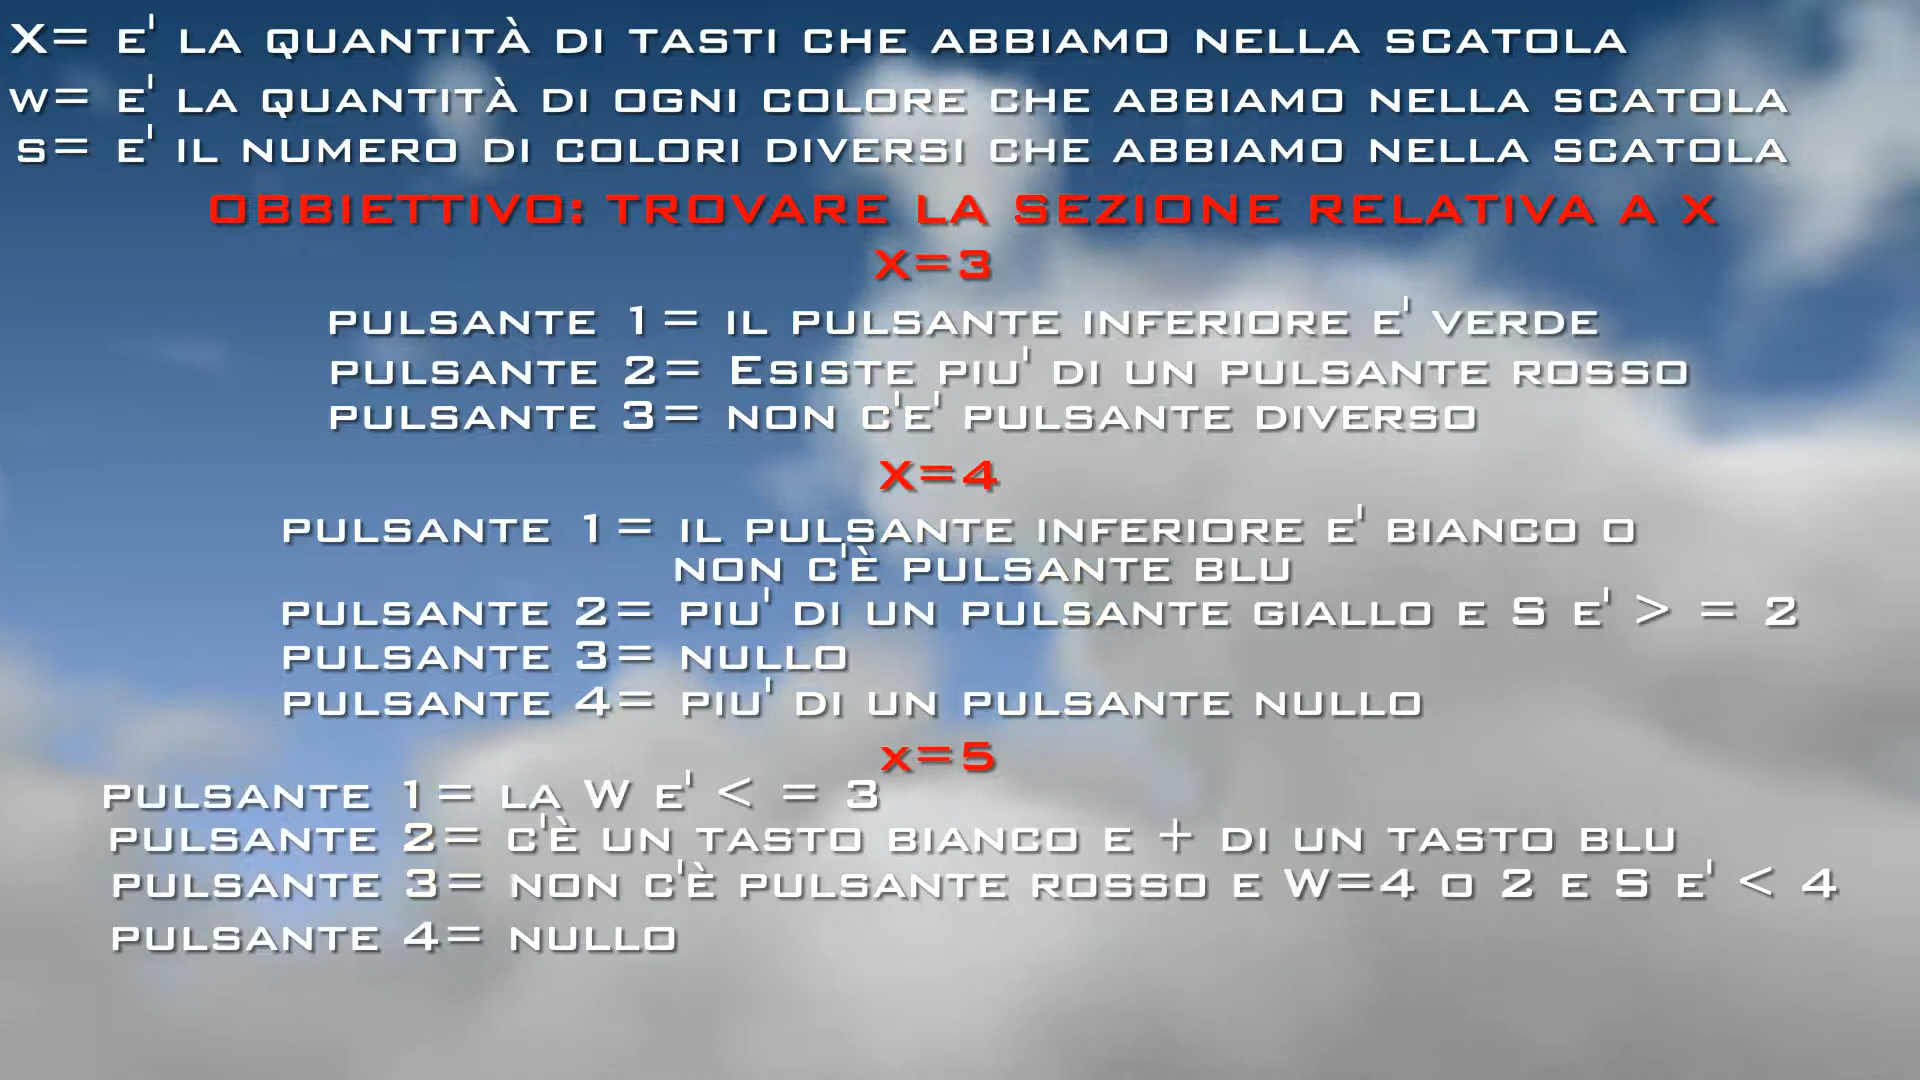 X= E' LA QUANTITÀ DI TASTI CHE ABBIAMO NELLA SCATOLA
W= E' LA QUANTITÀ DI OGNI COLORE CHE ABBIAMO NELLA SCATOLA
S= E' IL NUMERO DI COLORI DIVERSI CHE ABBIAMO NELLA SCATOLA
OBBIETTIVO: TROVARE LA SEZIONE RELATIVA A X
X=3
PULSANTE 1= IL PULSANTE INFERIORE E' VERDE
PULSANTE 2= ESISTE PIU' DI UN PULSANTE ROSSO
PULSANTE 3= NON C'E' PULSANTE DIVERSO
X=4
PULSANTE 1= IL PULSANTE INFERIORE E' BIANCO O
NON C'È PULSANTE BLU
PULSANTE 2= PIU' DI UN PULSANTE GIALLO E S E' > = 2
PULSANTE 3= NULLO
PULSANTE 4= PIU' DI UN PULSANTE NULLO
X=5
PULSANTE 1= LA W E' < = 3
PULSANTE 2= C'È UN TASTO BIANCO E + DI UN TASTO BLU
PULSANTE 3= NON C'È PULSANTE ROSSO E W=4 O 2 E S E' < 4
PULSANTE 4= NULLO